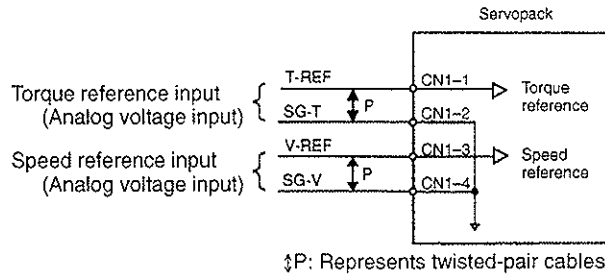 Servopack
T-REF
CN1-1
Torque reference
Torque reference input
(Analog voltage input)
P
SG-T
CN1-2
V-REF
CN1-3
Speed reference
Speed reference input
(Analog voltage input)
P
SG-V
CN1-4
P: Represents twisted-pair cables